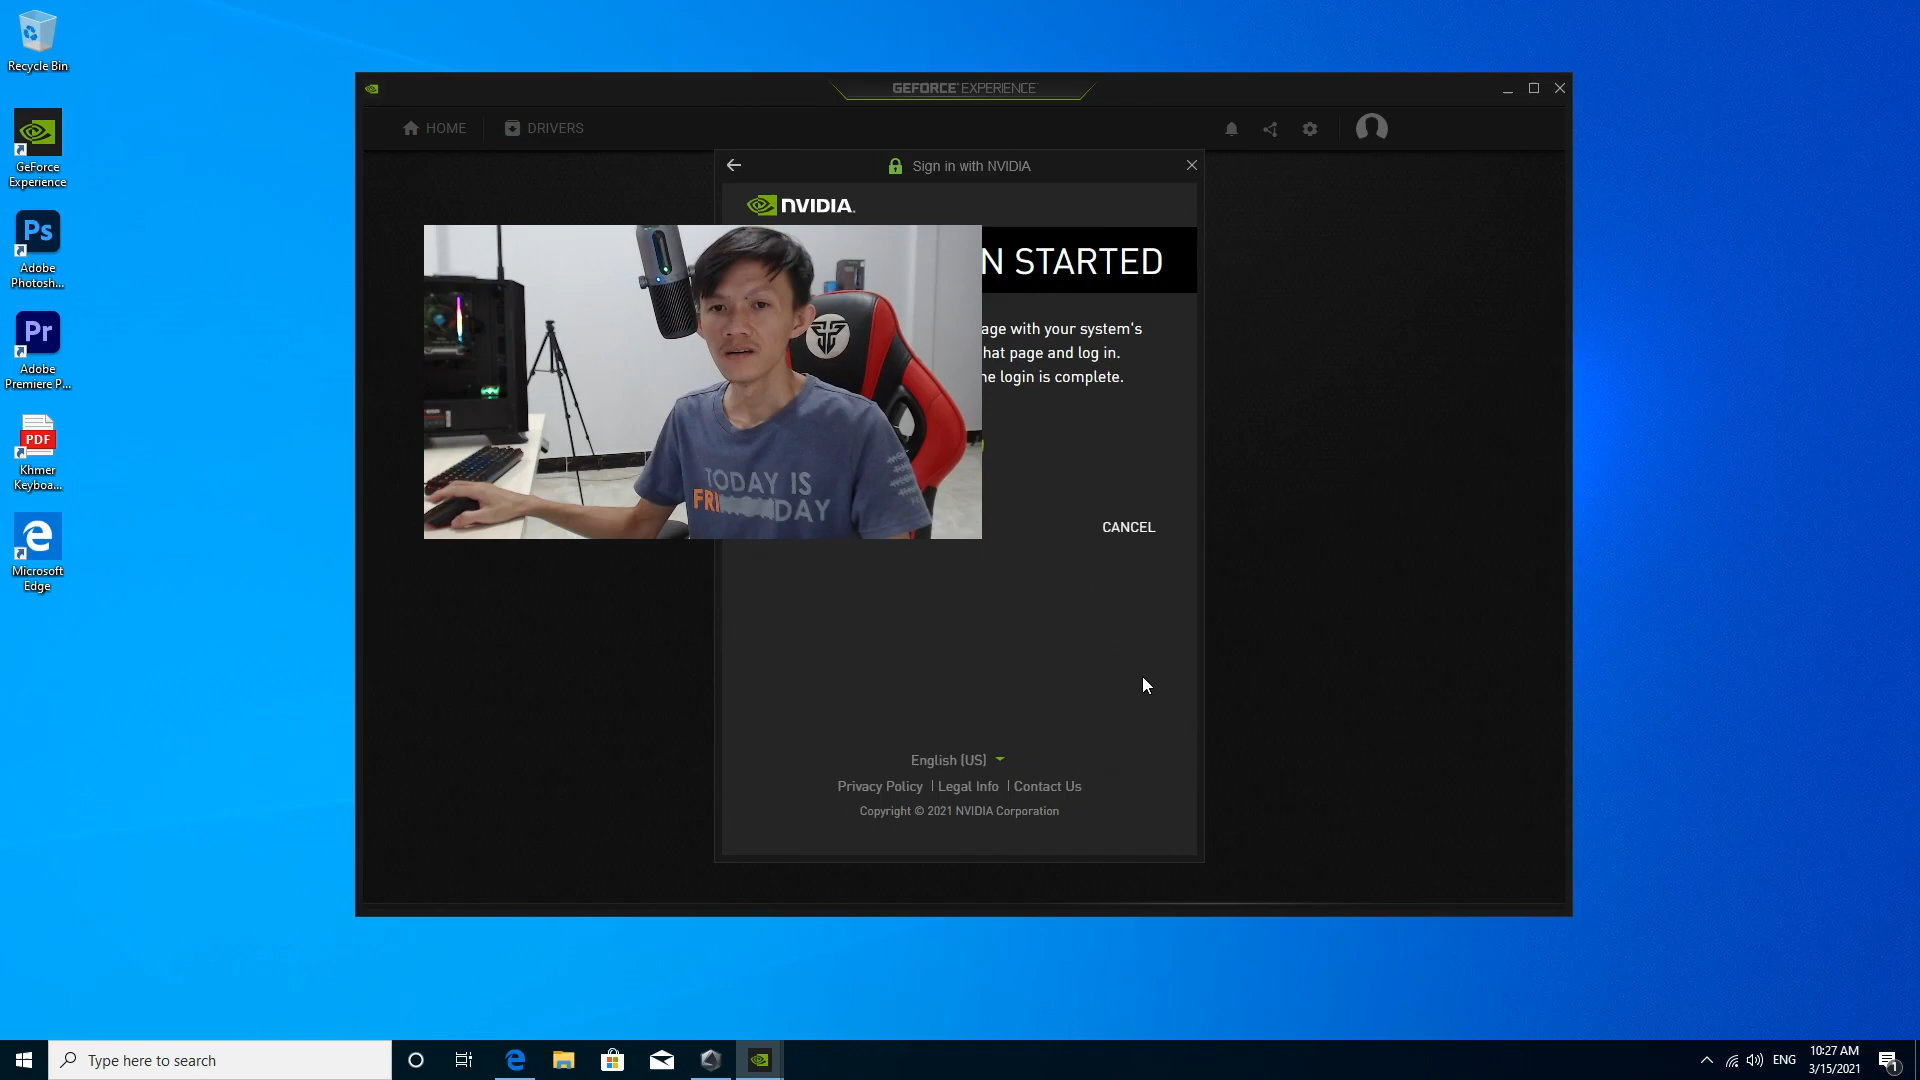 Recycle Bin
GeForce
Experience
Ps
Adobe
Photosh...
Pr
Adobe
Premiere P...
PDF
Khmer
Keyboa...
Microsoft
Edge
GEFORCE EXPERIENCE
HOME
DRIVERS
Sign in with NVIDIA
NVIDIA.
N STARTED
age with your system's
hat page and log in.
he login is complete.
TODAY IS
FRI DAY
CANCEL
English (US)
Privacy Policy | Legal Info | Contact Us
Copyright © 2021 NVIDIA Corporation
Type here to search
ENG
10:27 AM
3/15/2021
1